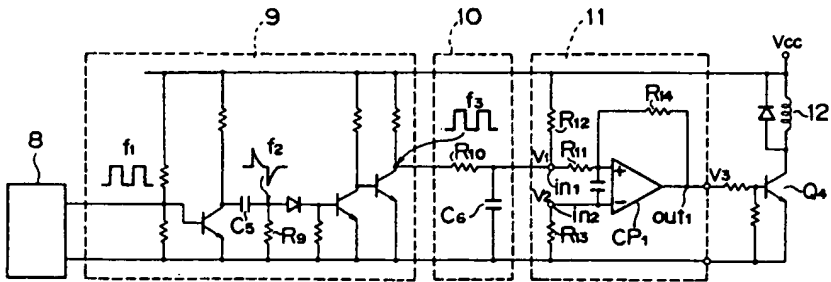 9
10
11
Vcc
8
f1
f2
f3
R14
12
R12
R10
V1
R11
in1
+
V2
in2
−
C5
R9
C6
R13
CP1
out1
V3
Q4